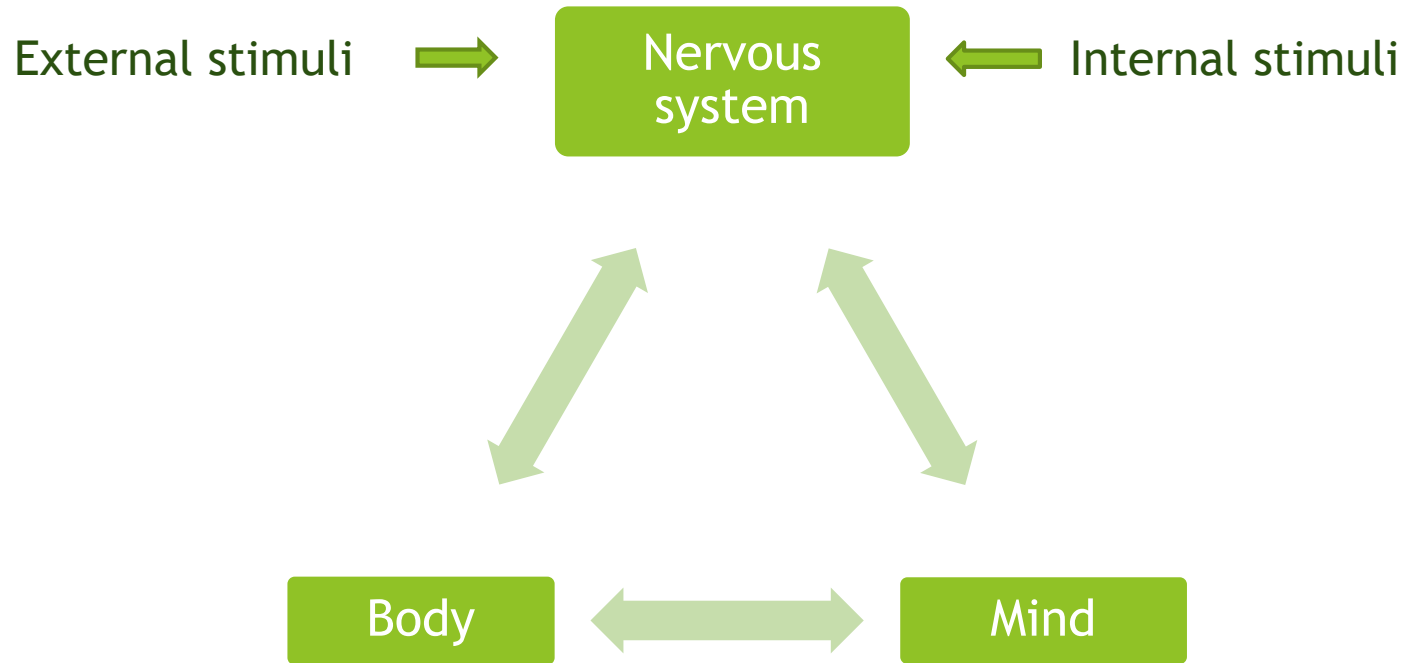 External stimuli
Nervous
system
Internal stimuli
Body
Mind